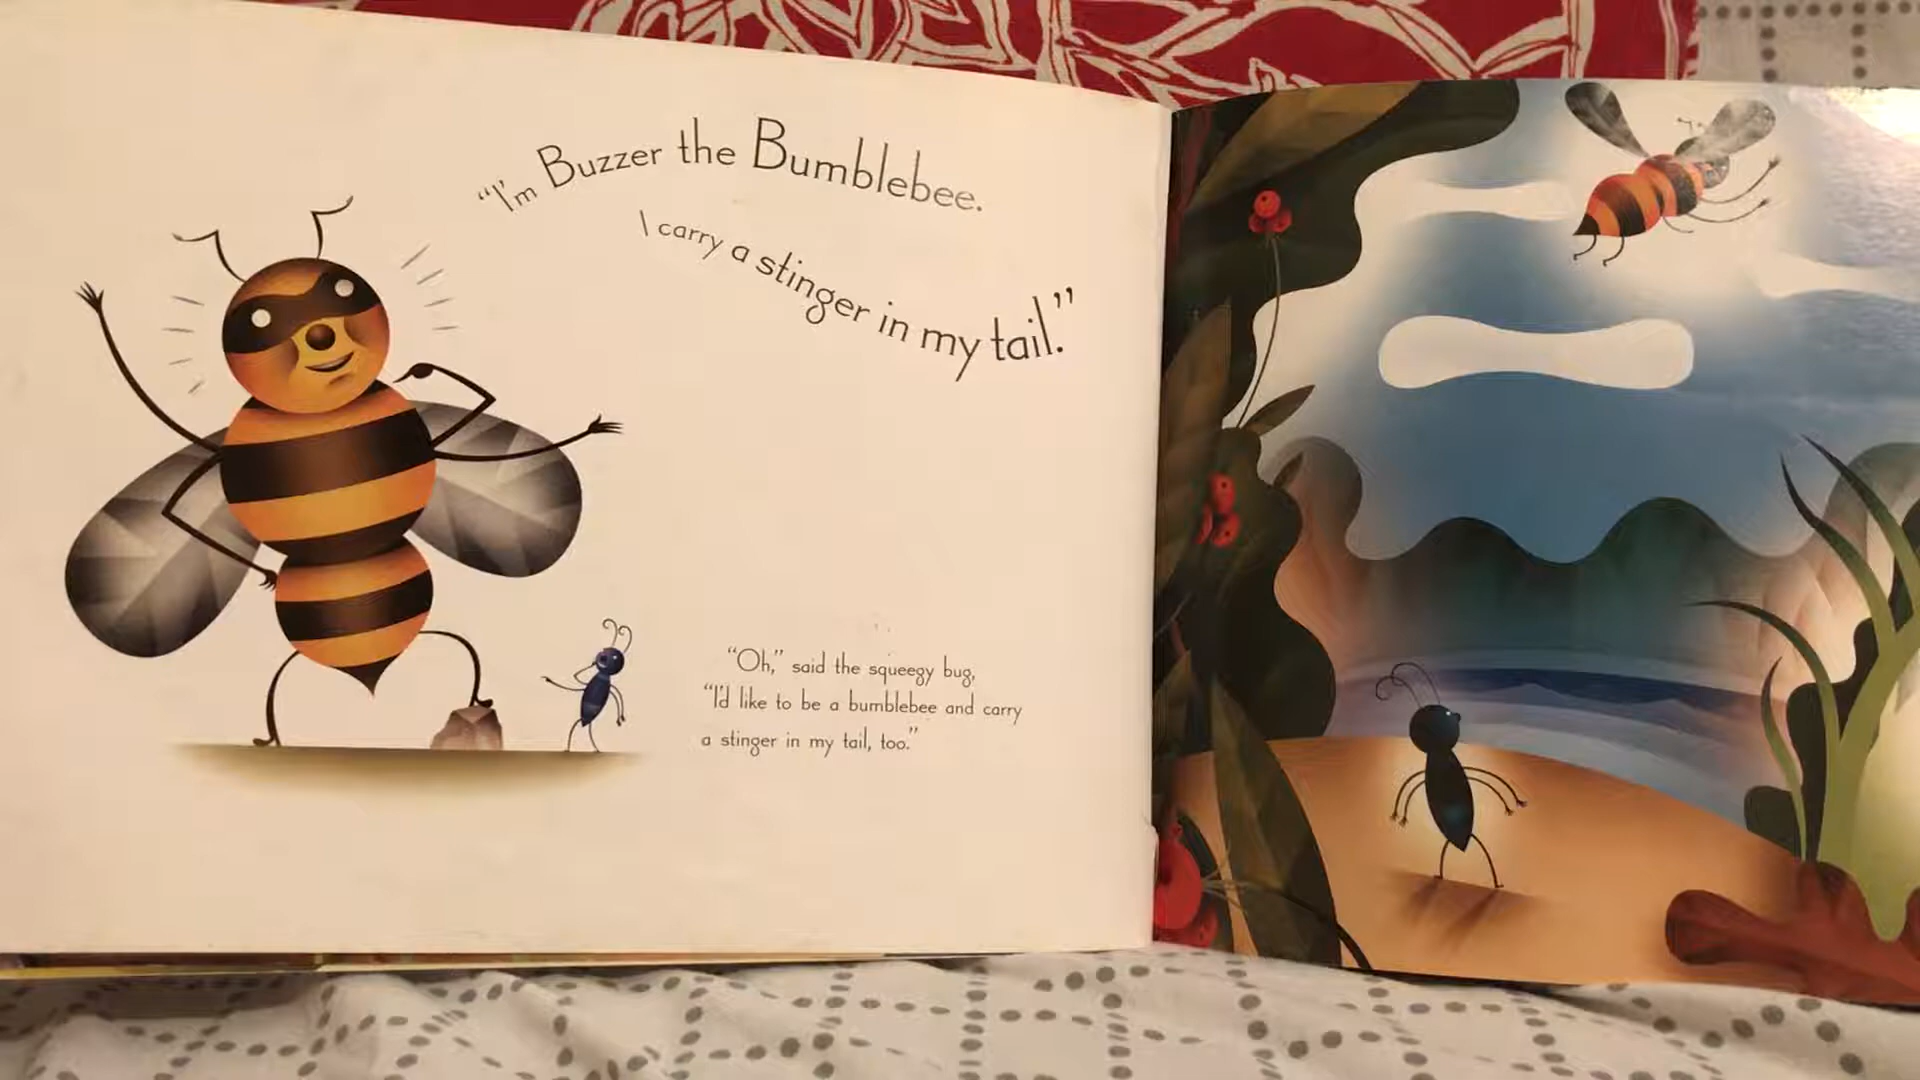 “I'm Buzzer the Bumblebee.
I carry a stinger in my tail.”
“Oh,” said the squeegy bug,
“I'd like to be a bumblebee and carry
a stinger in my tail, too.”